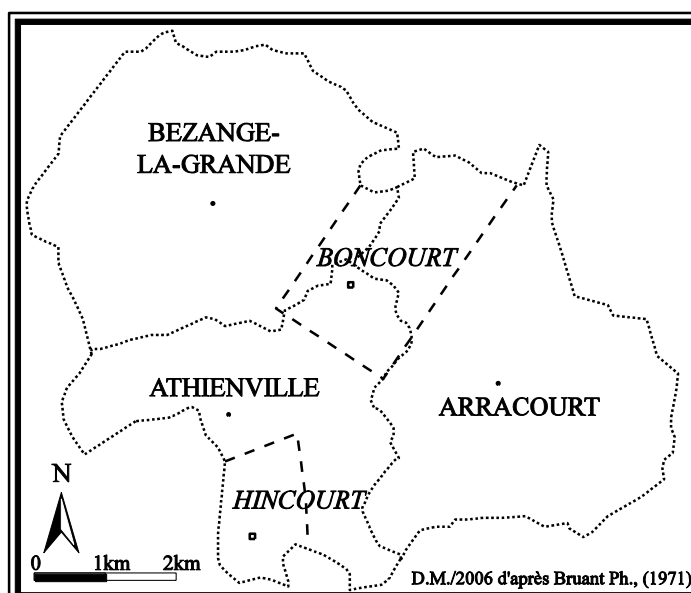 BEZANGE-
LA-GRANDE
BONCOURT
ATHIENVILLE
ARRACOURT
HINCOURT
N
0 1km 2km
D.M./2006 d'après Bruant Ph., (1971)